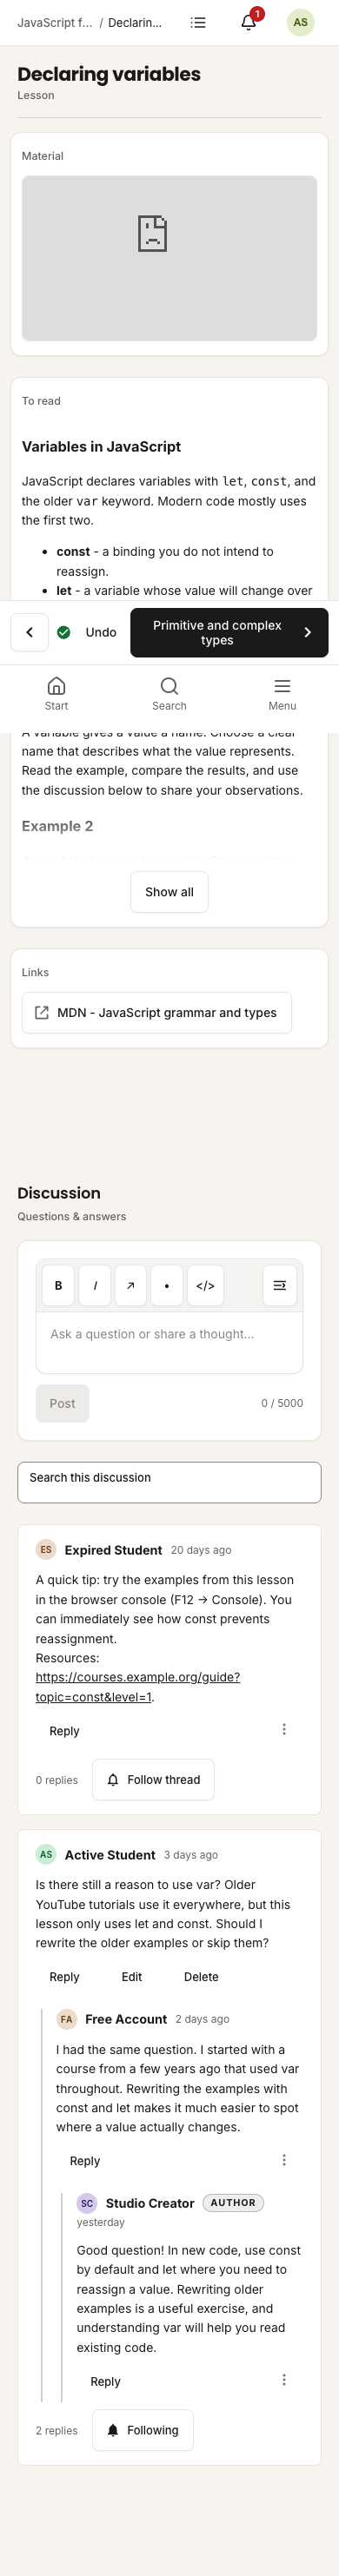 JavaScript f... / Declarin...
1
AS
Declaring variables
Lesson
Material
To read
Variables in JavaScript
JavaScript declares variables with let, const, and
the older var keyword. Modern code mostly uses
the first two.
• const - a binding you do not intend to
reassign.
• let - a variable whose value will change over
Undo
Primitive and complex
types
Start
Search
Menu
A variable gives a value a name. Choose a clear
name that describes what the value represents.
Read the example, compare the results, and use
the discussion below to share your observations.
Example 2
Show all
Links
MDN - JavaScript grammar and types
Discussion
Questions & answers
B I ↗ • </>
Ask a question or share a thought...
Post
0 / 5000
Search this discussion
ES Expired Student 20 days ago
A quick tip: try the examples from this lesson
in the browser console (F12 → Console). You
can immediately see how const prevents
reassignment.
Resources:
https://courses.example.org/guide?
topic=const&level=1.
Reply
0 replies
Follow thread
AS Active Student 3 days ago
Is there still a reason to use var? Older
YouTube tutorials use it everywhere, but this
lesson only uses let and const. Should I
rewrite the older examples or skip them?
Reply Edit Delete
FA Free Account 2 days ago
I had the same question. I started with a
course from a few years ago that used var
throughout. Rewriting the examples with
const and let makes it much easier to spot
where a value actually changes.
Reply
SC Studio Creator AUTHOR
yesterday
Good question! In new code, use const
by default and let where you need to
reassign a value. Rewriting older
examples is a useful exercise, and
understanding var will help you read
existing code.
Reply
2 replies
Following